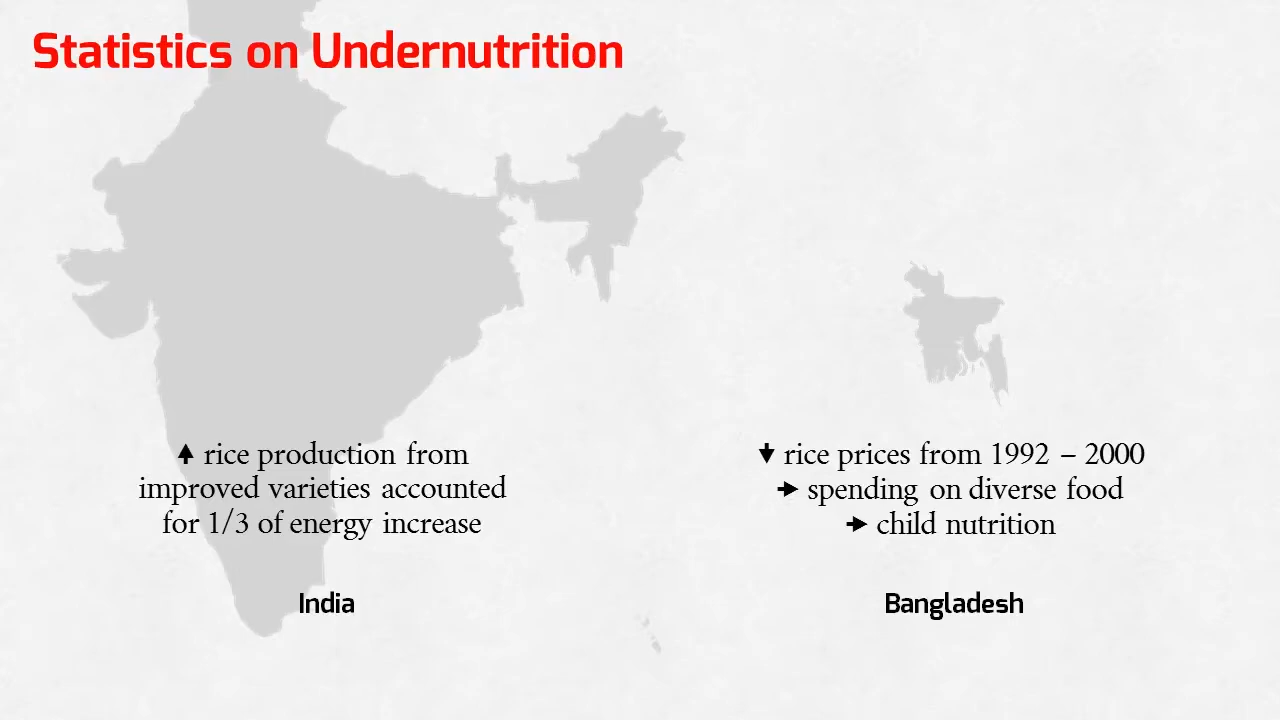 Statistics on Undernutrition
🠹 rice production from
improved varieties accounted
for 1/3 of energy increase
India
🠻 rice prices from 1992 – 2000
🠺 spending on diverse food
🠺 child nutrition
Bangladesh